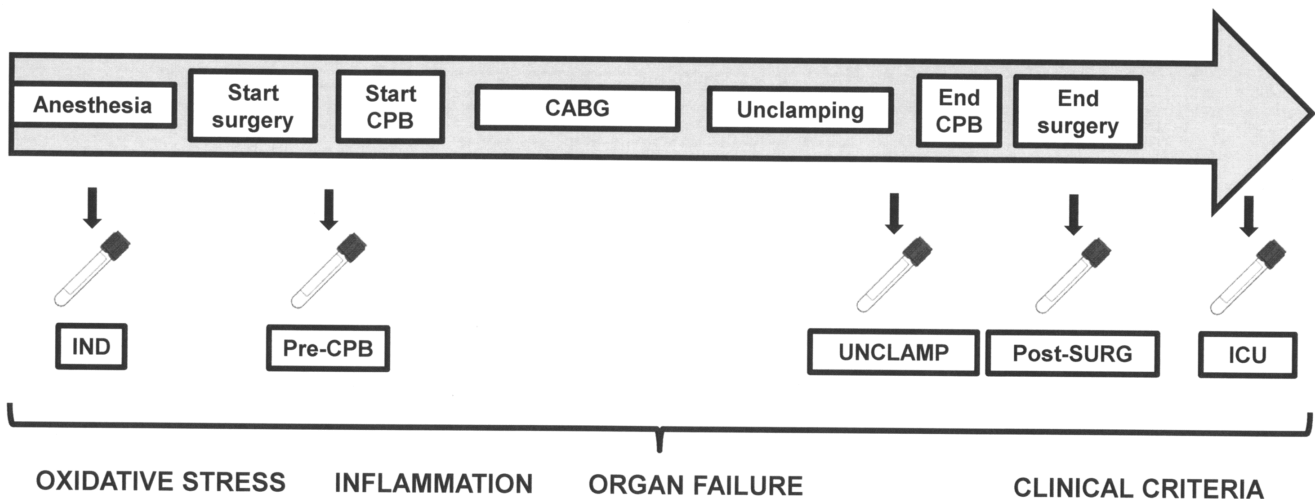 Anesthesia
Start
surgery
Start
CPB
CABG
Unclamping
End
CPB
End
surgery
IND
Pre-CPB
UNCLAMP
Post-SURG
ICU
OXIDATIVE STRESS
INFLAMMATION
ORGAN FAILURE
CLINICAL CRITERIA